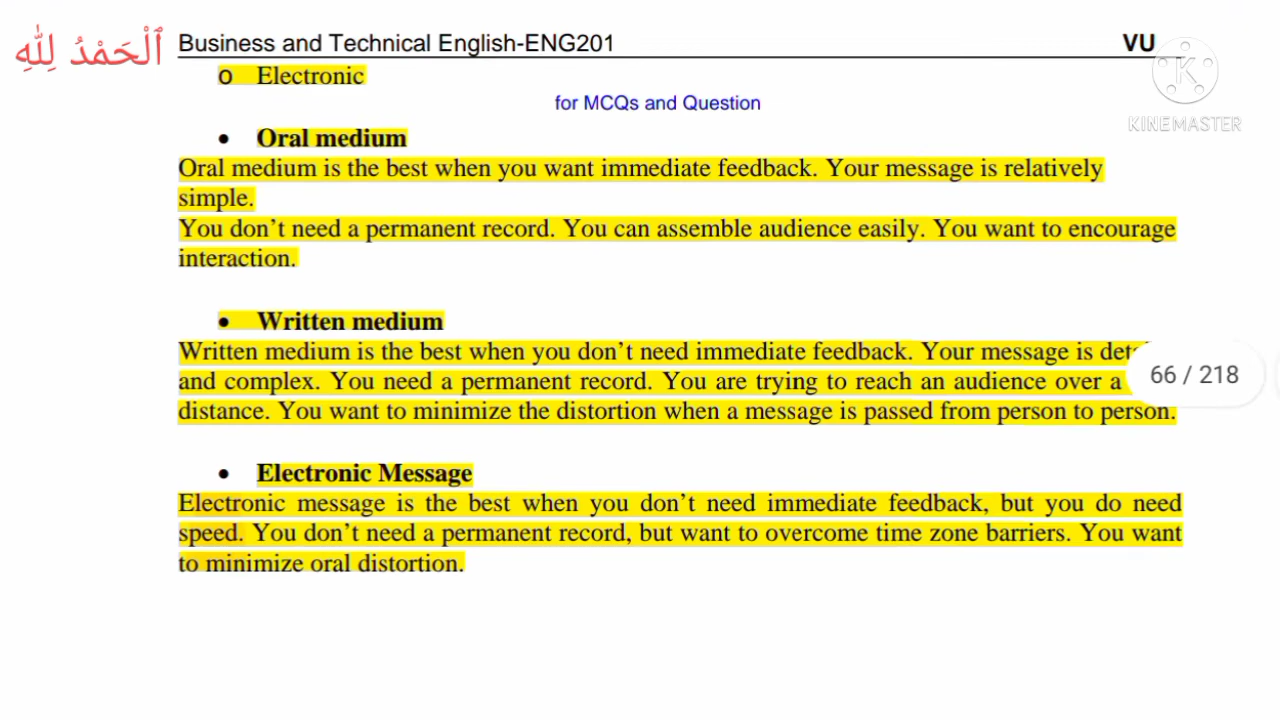 ٱلْحَمْدُ لِلَّٰهِ
Business and Technical English-ENG201 VU
o Electronic
for MCQs and Question
KINEMASTER
• Oral medium
Oral medium is the best when you want immediate feedback. Your message is relatively
simple.
You don’t need a permanent record. You can assemble audience easily. You want to encourage
interaction.
• Written medium
Written medium is the best when you don’t need immediate feedback. Your message is
and complex. You need a permanent record. You are trying to reach an audience over a
66 / 218
distance. You want to minimize the distortion when a message is passed from person to person.
• Electronic Message
Electronic message is the best when you don’t need immediate feedback, but you do need
speed. You don’t need a permanent record, but want to overcome time zone barriers. You want
to minimize oral distortion.